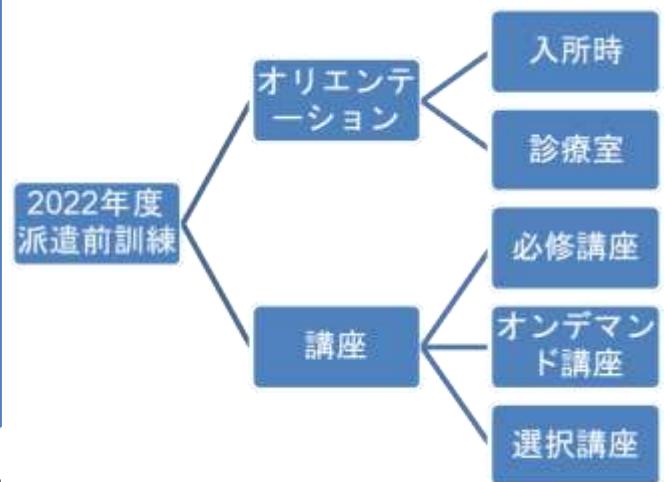 2022年度
派遣前訓練
オリエンテ
ーション
入所時
診療室
講座
必修講座
オンデマン
ド講座
選択講座